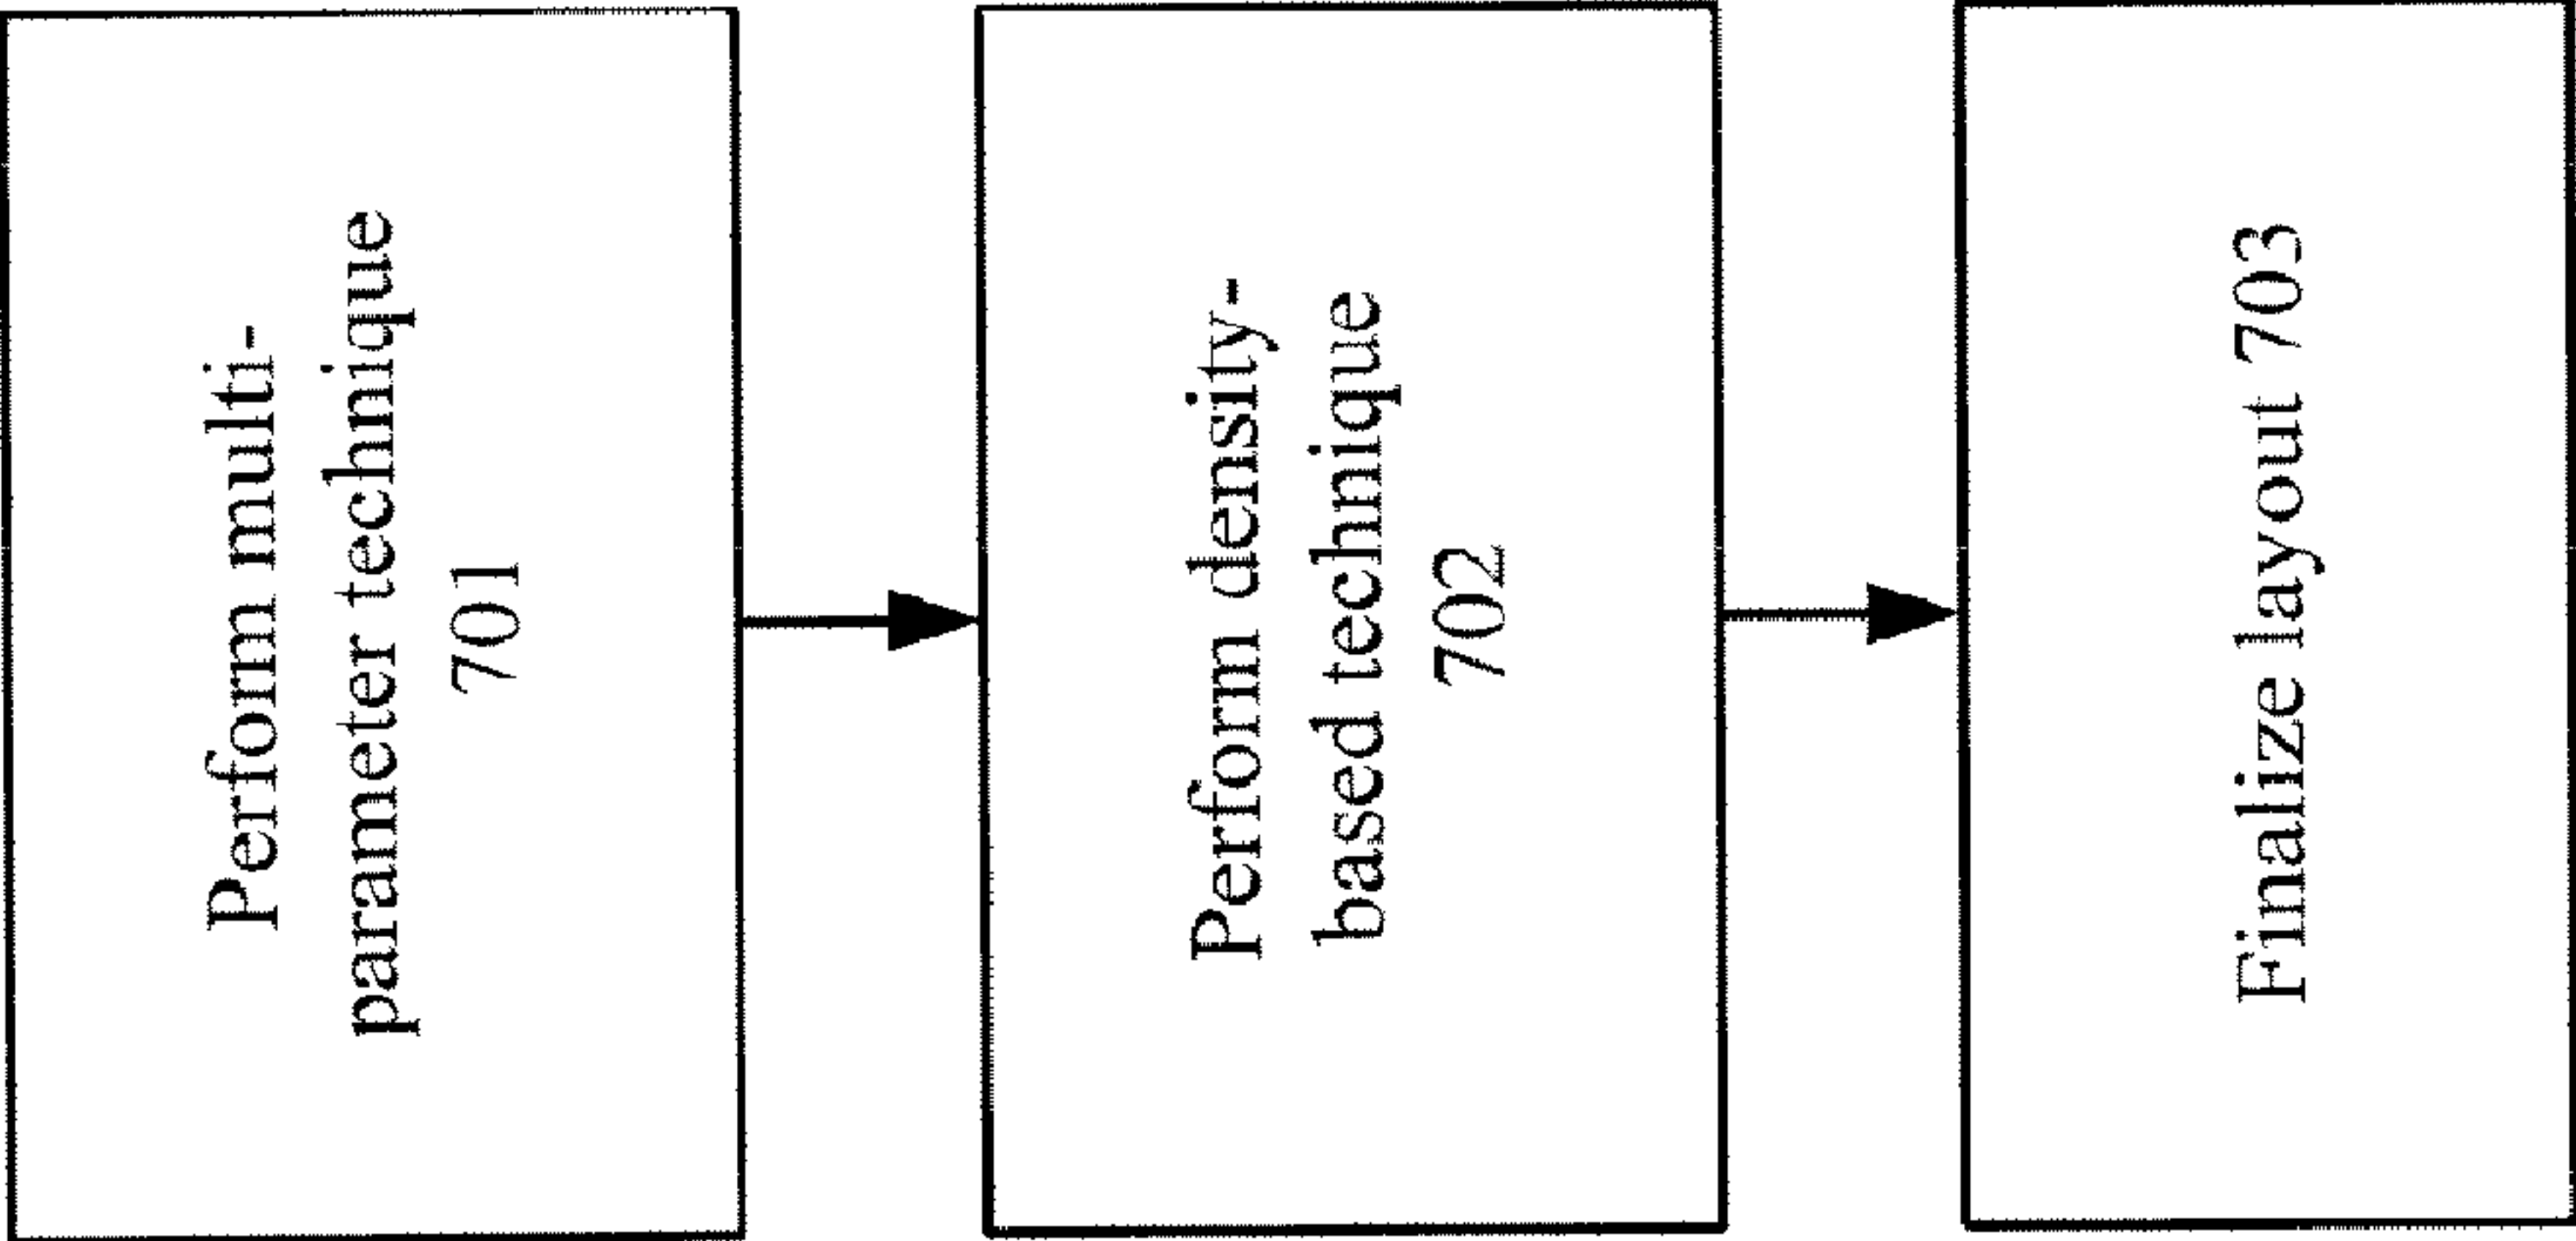 Perform multi-
parameter technique
701
Perform density-
based technique
702
Finalize layout 703